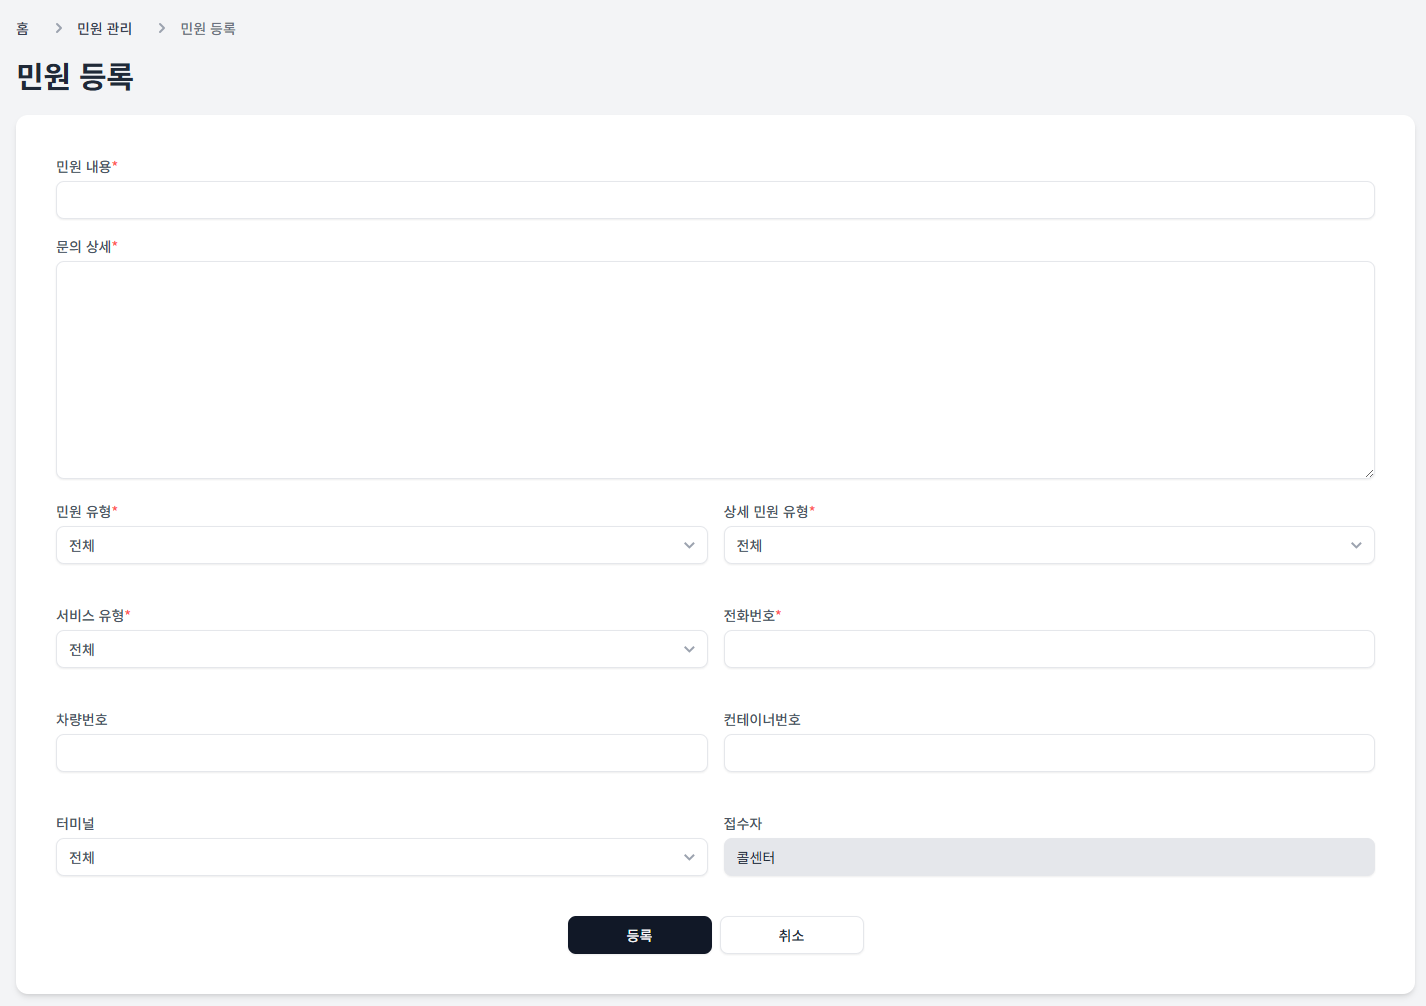 홈 민원 관리 민원 등록
민원 등록
민원 내용*
문의 상세*
민원 유형* 상세 민원 유형*
전체 전체
서비스 유형* 전화번호*
전체
차량번호 컨테이너번호
터미널 접수자
전체 콜센터
등록 취소